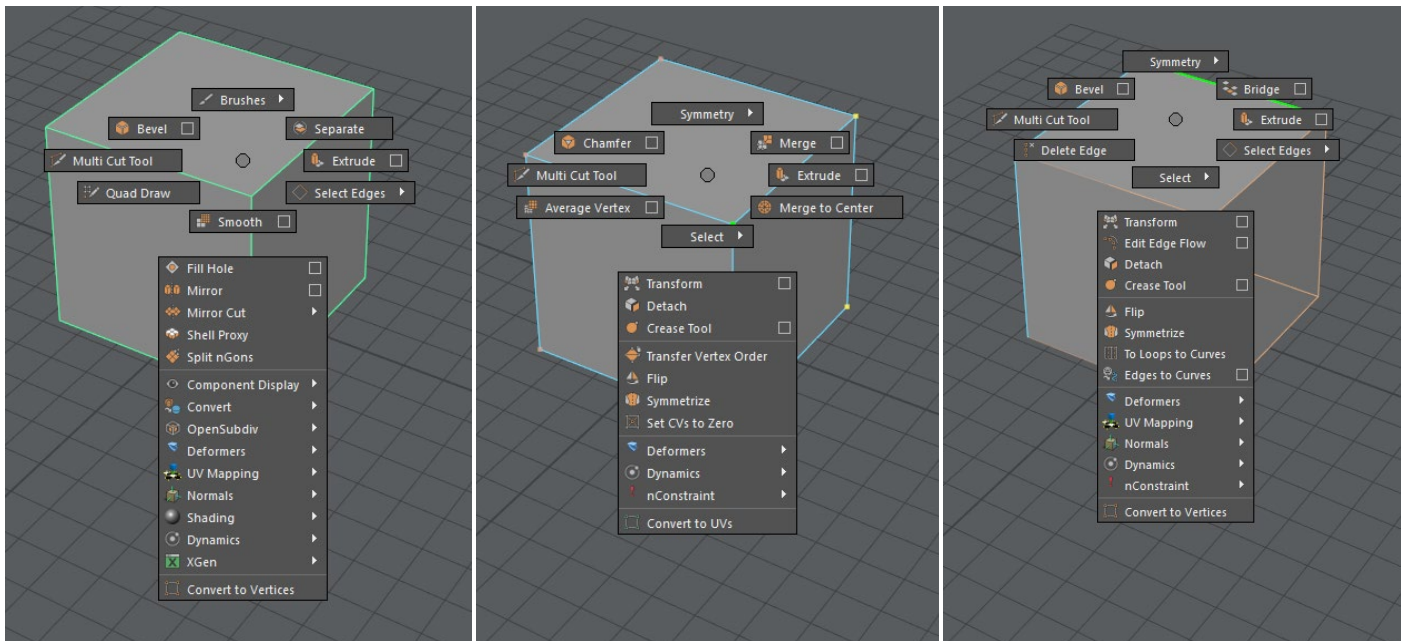 Brushes
Bevel
Separate
Multi Cut Tool
Extrude
Quad Draw
Select Edges
Smooth
Fill Hole
Mirror
Mirror Cut
Shell Proxy
Split nGons
Component Display
Convert
OpenSubdiv
Deformers
UV Mapping
Normals
Shading
Dynamics
XGen
Convert to Vertices
Symmetry
Chamfer
Merge
Multi Cut Tool
Extrude
Average Vertex
Merge to Center
Select
Transform
Detach
Crease Tool
Transfer Vertex Order
Flip
Symmetrize
Set CVs to Zero
Deformers
Dynamics
nConstraint
Convert to UVs
Symmetry
Bevel
Bridge
Multi Cut Tool
Extrude
Delete Edge
Select Edges
Select
Transform
Edit Edge Flow
Detach
Crease Tool
Flip
Symmetrize
To Loops to Curves
Edges to Curves
Deformers
UV Mapping
Normals
Dynamics
nConstraint
Convert to Vertices